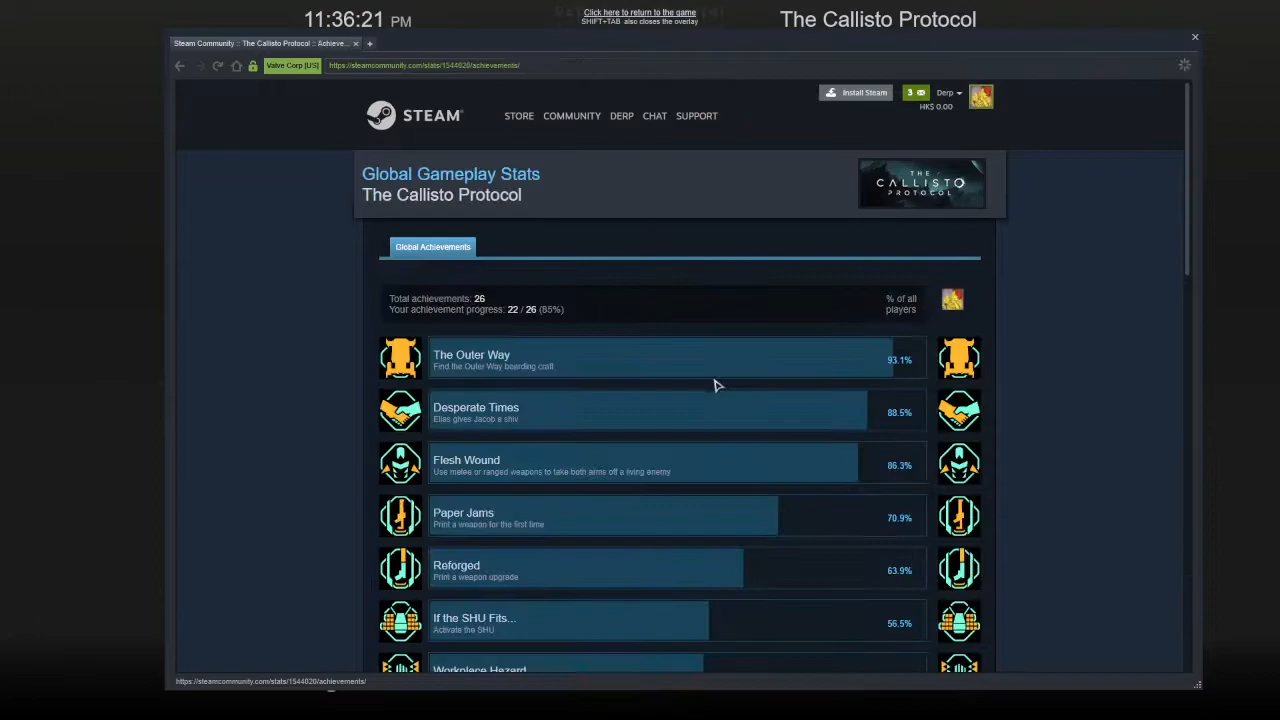 11:36:21 PM
Click here to return to the game
SHIFT+TAB also closes the overlay
The Callisto Protocol
Steam Community :: The Callisto Protocol :: Achieve...
Valve Corp [US]
https://steamcommunity.com/stats/1544020/achievements/
Install Steam
3
Derp
HK$ 0.00
STEAM
STORE
COMMUNITY
DERP
CHAT
SUPPORT
Global Gameplay Stats
The Callisto Protocol
THE
CALLISTO
PROTOCOL
Global Achievements
Total achievements: 26
Your achievement progress: 22 / 26 (85%)
% of all
players
The Outer Way
Find the Outer Way boarding craft
93.1%
Desperate Times
Elias gives Jacob a shiv
88.5%
Flesh Wound
Use melee or ranged weapons to take both arms off a living enemy
86.3%
Paper Jams
Print a weapon for the first time
70.9%
Reforged
Print a weapon upgrade
63.9%
If the SHU Fits...
Activate the SHU
56.5%
Workplace Hazard
https://steamcommunity.com/stats/1544020/achievements/